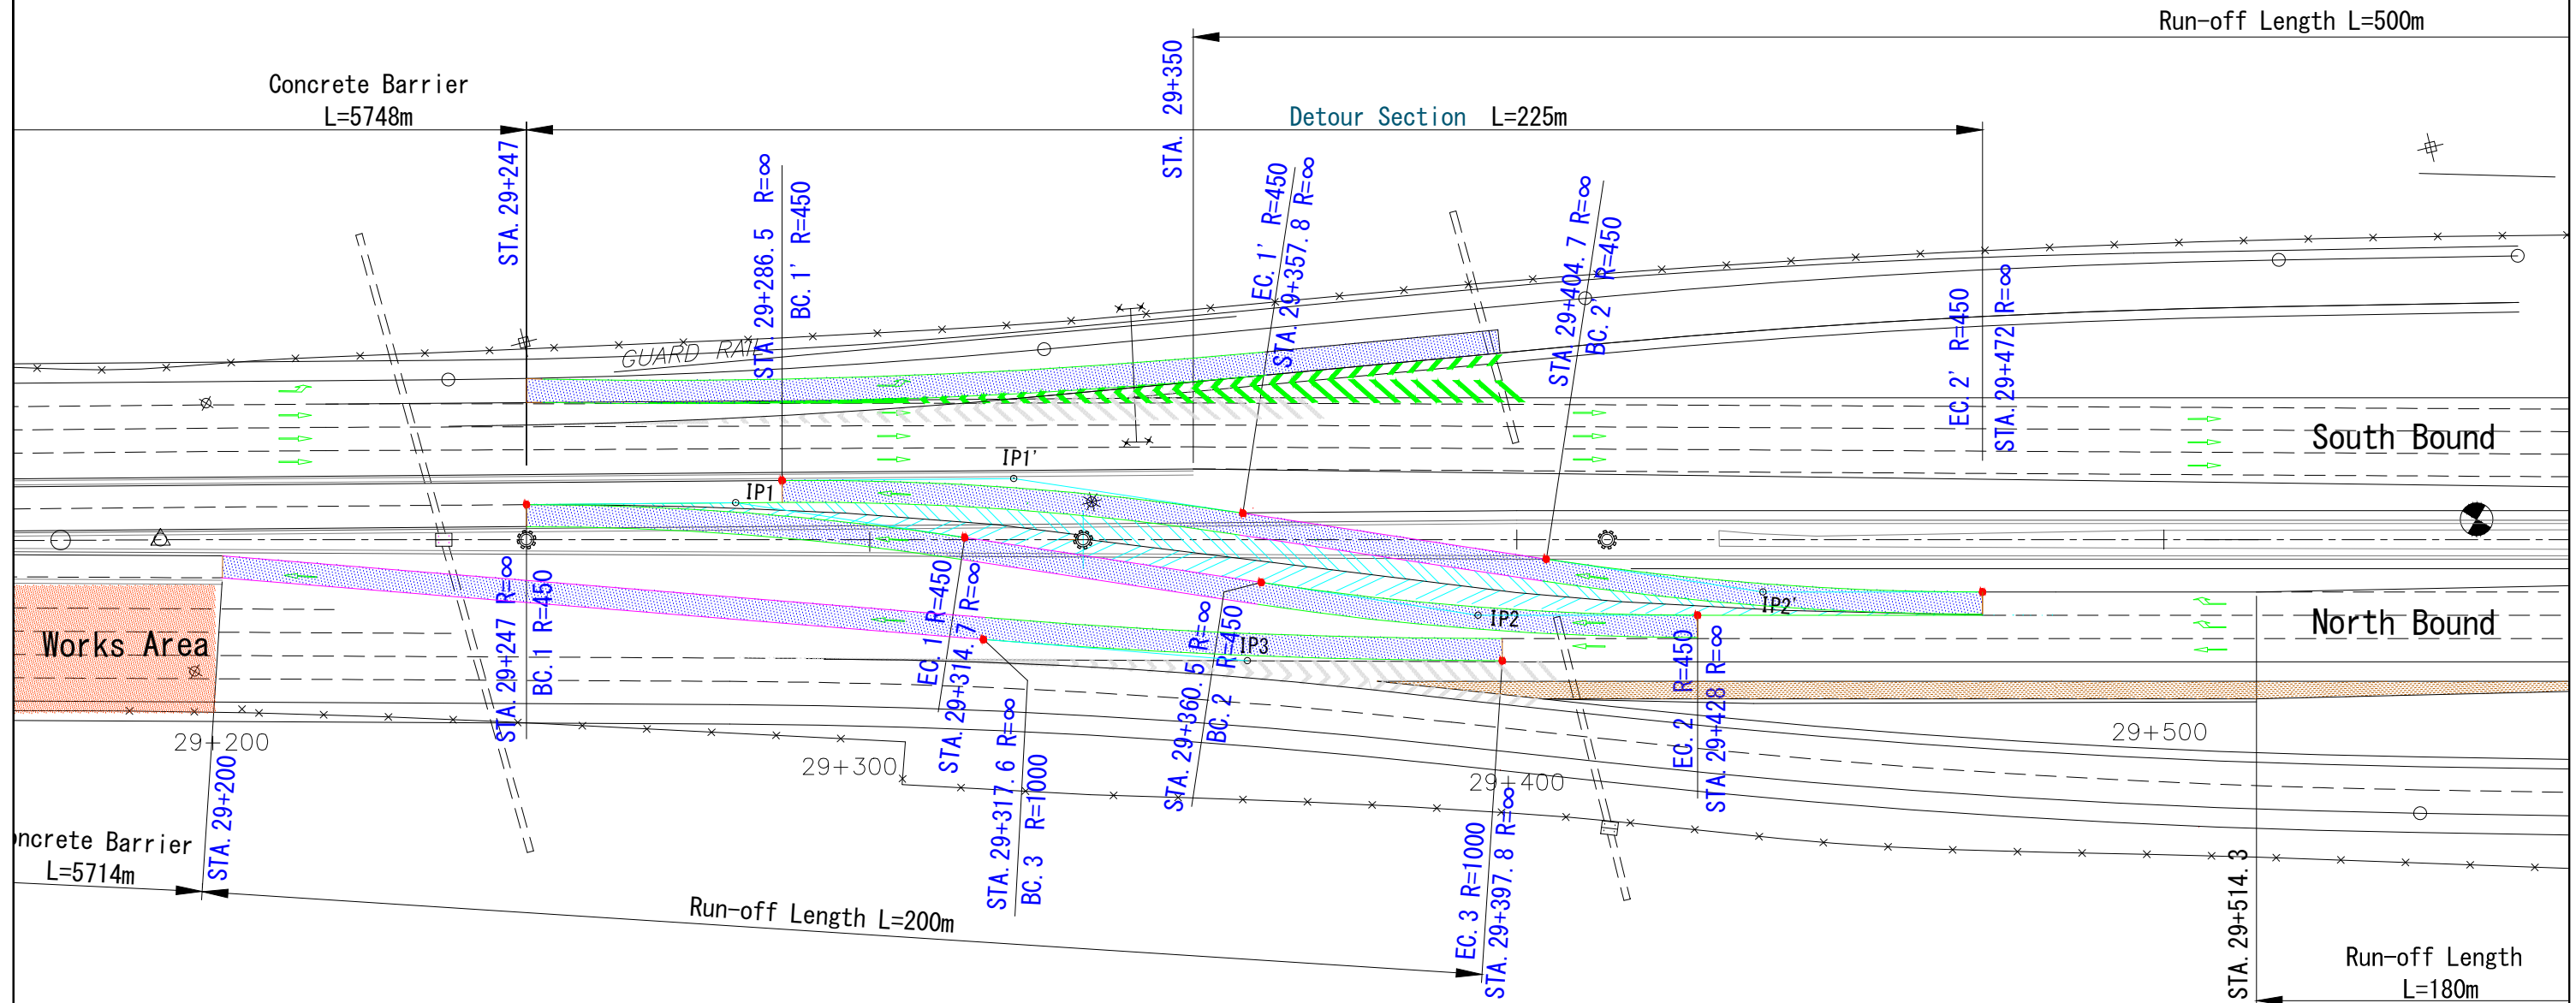 Run-off Length L=500m
STA. 29+350
Concrete Barrier
L=5748m
Detour Section L=225m
STA. 29+247
STA. 29+286.5 R=∞
BC. 1' R=450
EC. 1' R=450
STA. 29+357.8 R=∞
STA. 29+404.7 R=∞
BC. 2' R=450
EC. 2' R=450
STA. 29+472 R=∞
GUARD RAIL
South Bound
IP1'
IP1
IP2'
IP2
IP3
North Bound
Works Area
STA. 29+247 R=∞
BC. 1 R=450
EC. 1 R=450
STA. 29+314.7 R=∞
STA. 29+317.6 R=∞
BC. 3 R=1000
STA. 29+360.5 R=∞
BC. 2 R=450
EC. 2 R=450
STA. 29+428 R=∞
EC. 3 R=1000
STA. 29+397.8 R=∞
29+200
29+300
29+400
29+500
STA. 29+200
oncrete Barrier
L=5714m
Run-off Length L=200m
STA. 29+514.3
Run-off Length
L=180m